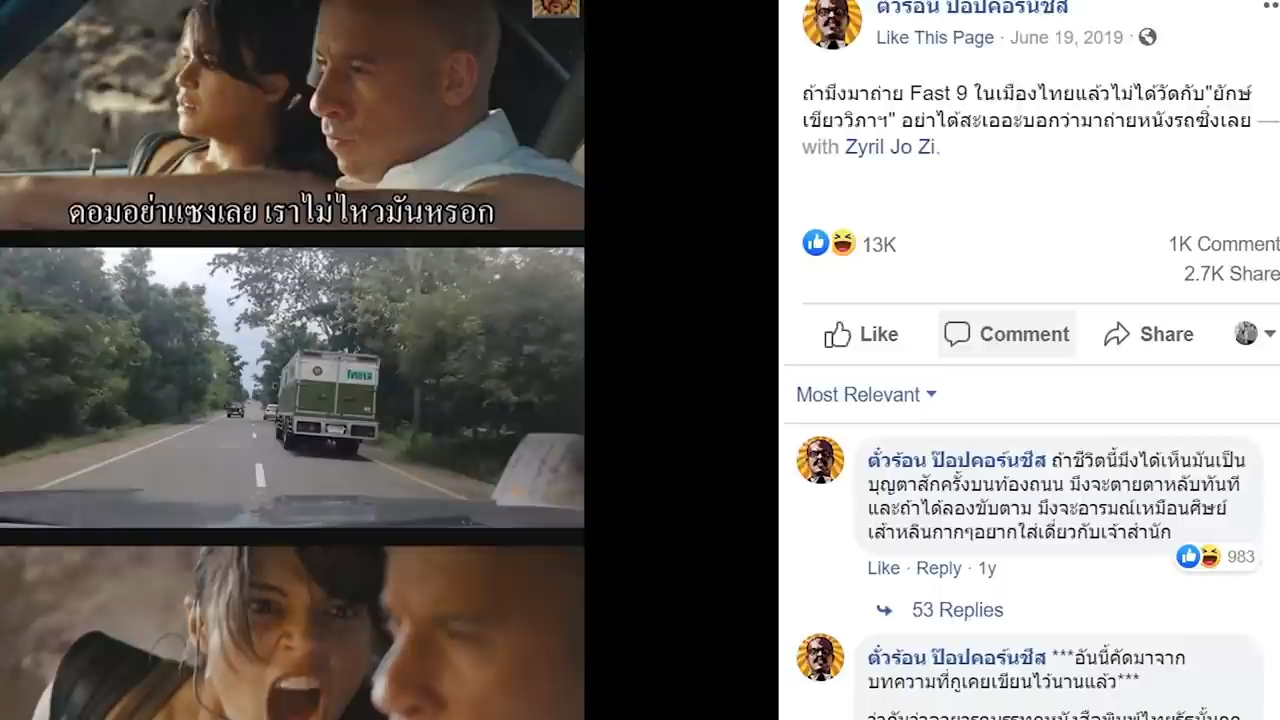 ตั๋วร้อน ป๊อปคอร์นชีส
Like This Page · June 19, 2019 ·
ถ้ามึงมาถ่าย Fast 9 ในเมืองไทยแล้วไม่ได้วัดกับ"ยักษ์
เขียววิภาฯ" อย่าได้สะเออะบอกว่ามาถ่ายหนังรถซิ่งเลย —
with Zyril Jo Zi.
ดอมอย่าแซงเลย เราไม่ไหวมันหรอก
13K
1K Comment
2.7K Share
Like Comment Share
Most Relevant
ตั๋วร้อน ป๊อปคอร์นชีส ถ้าชีวิตนี้มึงได้เห็นมันเป็น
บุญตาสักครั้งบนท้องถนน มึงจะตายตาหลับทันที
และถ้าได้ลองขับตาม มึงจะอารมณ์เหมือนศิษย์
เส้าหลินกากๆอยากใส่เดี่ยวกับเจ้าสำนัก
983
Like · Reply · 1y
53 Replies
ตั๋วร้อน ป๊อปคอร์นชีส ***อันนี้คัดมาจาก
บทความที่กูเคยเขียนไว้นานแล้ว***